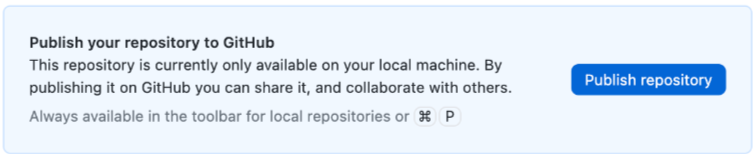 Publish your repository to GitHub
This repository is currently only available on your local machine. By
publishing it on GitHub you can share it, and collaborate with others.
Publish repository
Always available in the toolbar for local repositories or ⌘ P